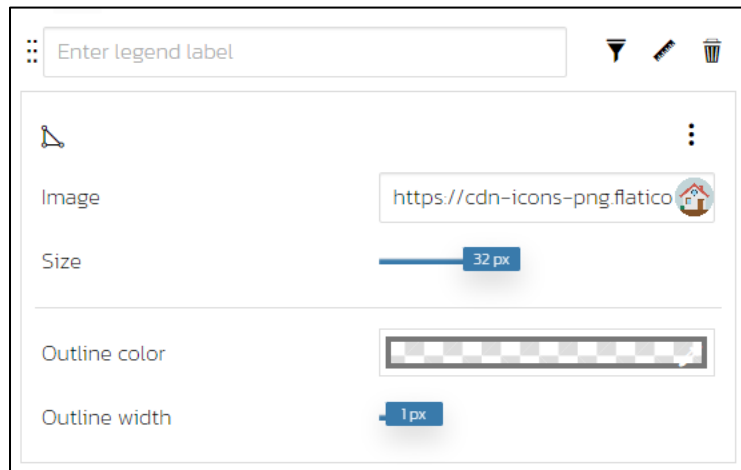 Enter legend label
Image
https://cdn-icons-png.flatico
Size
32 px
Outline color
Outline width
1 px